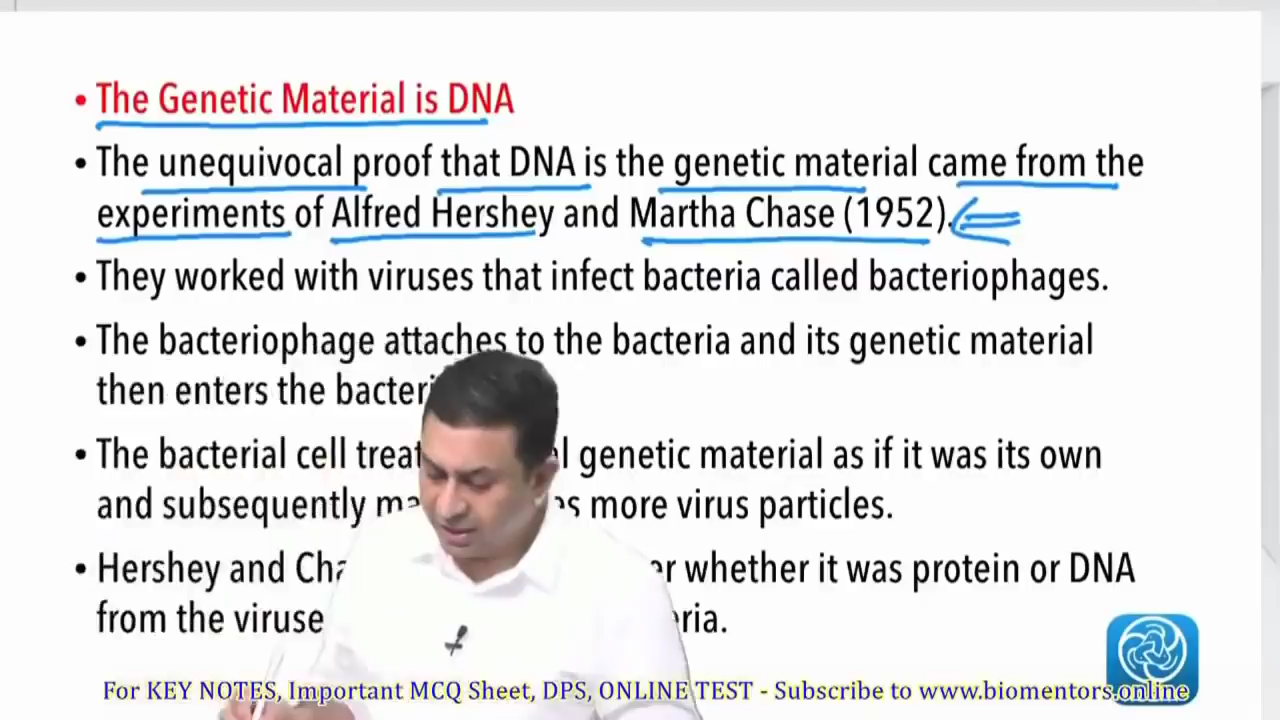 • The Genetic Material is DNA
• The unequivocal proof that DNA is the genetic material came from the
experiments of Alfred Hershey and Martha Chase (1952).
• They worked with viruses that infect bacteria called bacteriophages.
• The bacteriophage attaches to the bacteria and its genetic material
then enters the
• The bacterial cell genetic material as if it was its own
and subsequently more virus particles.
• Hershey and whether it was protein or DNA
from the
For KEY NOTES, Important MCQ Sheet, DPS, ONLINE TEST - Subscribe to www.biomentors.online